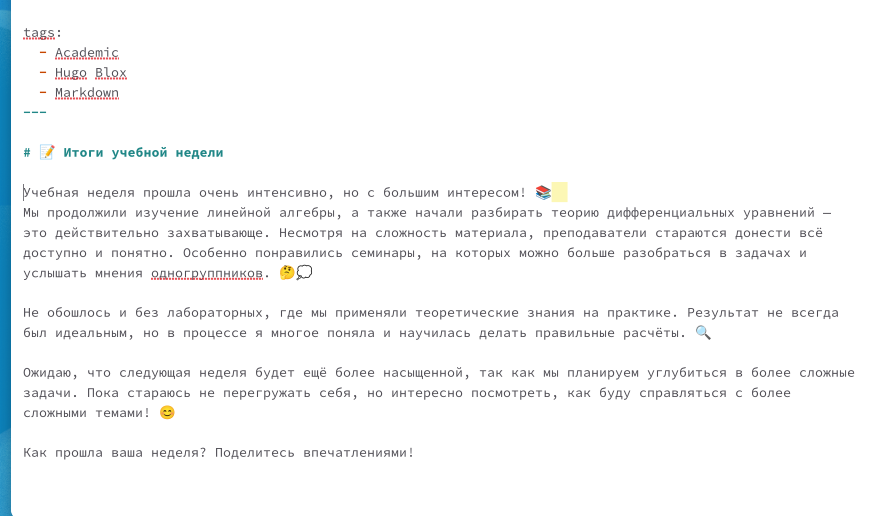 tags:
  - Academic
  - Hugo Blox
  - Markdown
---
# 📝 Итоги учебной недели
Учебная неделя прошла очень интенсивно, но с большим интересом! 📚
Мы продолжили изучение линейной алгебры, а также начали разбирать теорию дифференциальных уравнений —
это действительно захватывающе. Несмотря на сложность материала, преподаватели стараются донести всё
доступно и понятно. Особенно понравились семинары, на которых можно больше разобраться в задачах и
услышать мнения одногруппников. 🤔💭
Не обошлось и без лабораторных, где мы применяли теоретические знания на практике. Результат не всегда
был идеальным, но в процессе я многое поняла и научилась делать правильные расчёты. 🔍
Ожидаю, что следующая неделя будет ещё более насыщенной, так как мы планируем углубиться в более сложные
задачи. Пока стараюсь не перегружать себя, но интересно посмотреть, как буду справляться с более
сложными темами! 😊
Как прошла ваша неделя? Поделитесь впечатлениями!